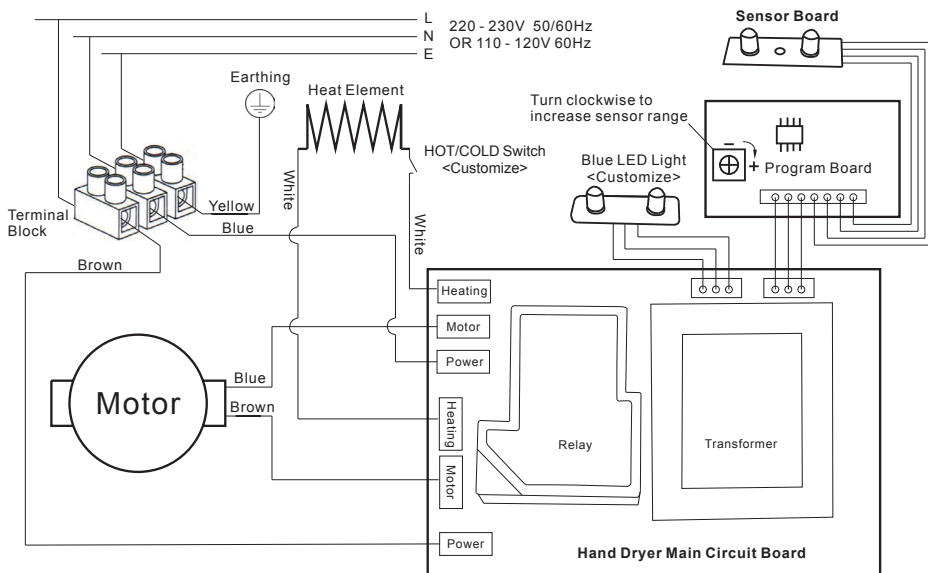 L
N
E
220 - 230V 50/60Hz
OR 110 - 120V 60Hz
Sensor Board
Earthing
Heat Element
Turn clockwise to
increase sensor range
HOT/COLD Switch
<Customize>
Blue LED Light
<Customize>
−
+
Program Board
White
White
Yellow
Blue
Terminal
Block
Brown
Heating
Motor
Power
Blue
Brown
Motor
Heating
Motor
Power
Relay
Transformer
Hand Dryer Main Circuit Board